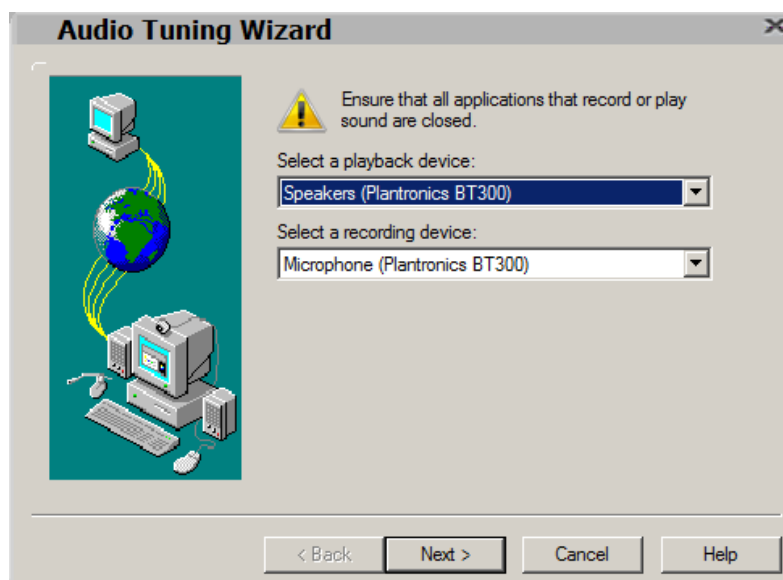 Audio Tuning Wizard
Ensure that all applications that record or play
sound are closed.
Select a playback device:
Speakers (Plantronics BT300)
Select a recording device:
Microphone (Plantronics BT300)
< Back
Next >
Cancel
Help